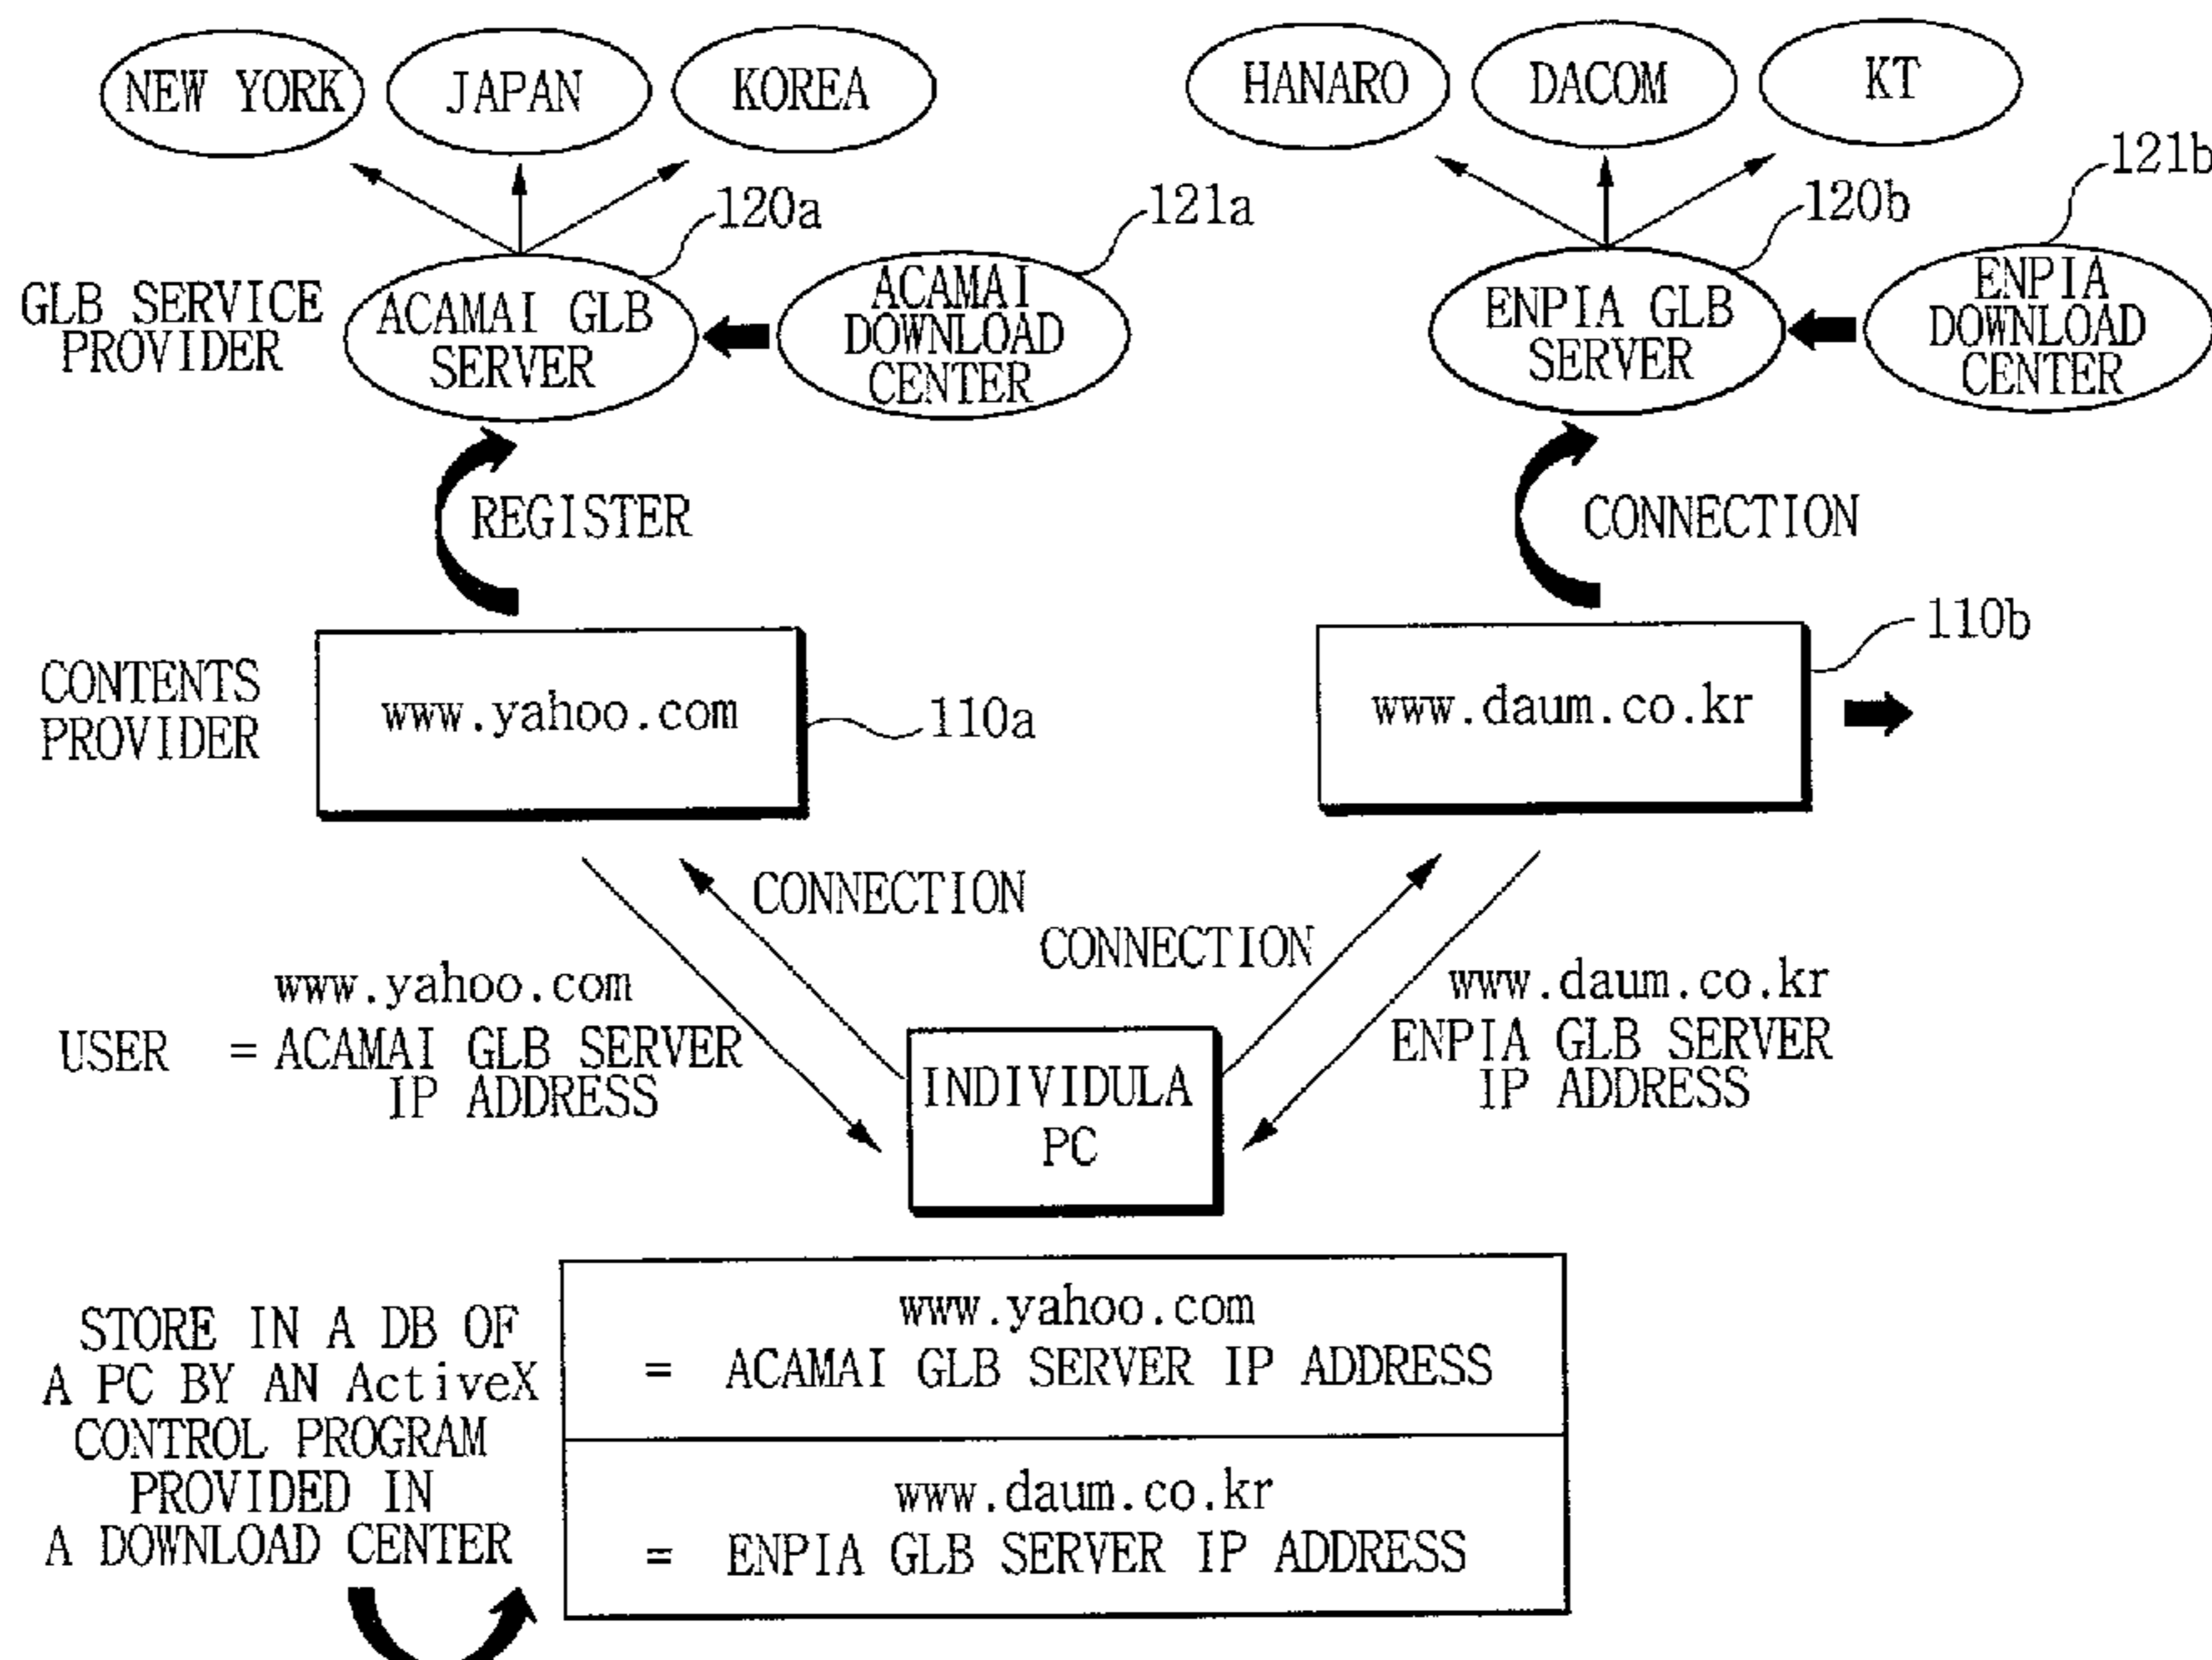 NEW YORK
JAPAN
KOREA
HANARO
DACOM
KT
120a
121a
120b
121b
GLB SERVICE
PROVIDER
ACAMAI GLB
SERVER
ACAMAI
DOWNLOAD
CENTER
ENPIA GLB
SERVER
ENPIA
DOWNLOAD
CENTER
REGISTER
CONNECTION
CONTENTS
PROVIDER
www.yahoo.com
110a
www.daum.co.kr
110b
CONNECTION
CONNECTION
USER
www.yahoo.com
= ACAMAI GLB SERVER
IP ADDRESS
INDIVIDULA
PC
www.daum.co.kr
ENPIA GLB SERVER
IP ADDRESS
STORE IN A DB OF
A PC BY AN ActiveX
CONTROL PROGRAM
PROVIDED IN
A DOWNLOAD CENTER
www.yahoo.com
= ACAMAI GLB SERVER IP ADDRESS
www.daum.co.kr
= ENPIA GLB SERVER IP ADDRESS